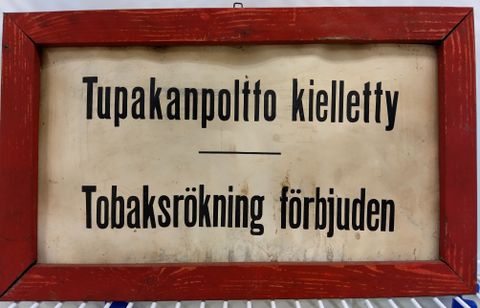 Tupakanpoltto kielletty
Tobaksrökning förbjuden